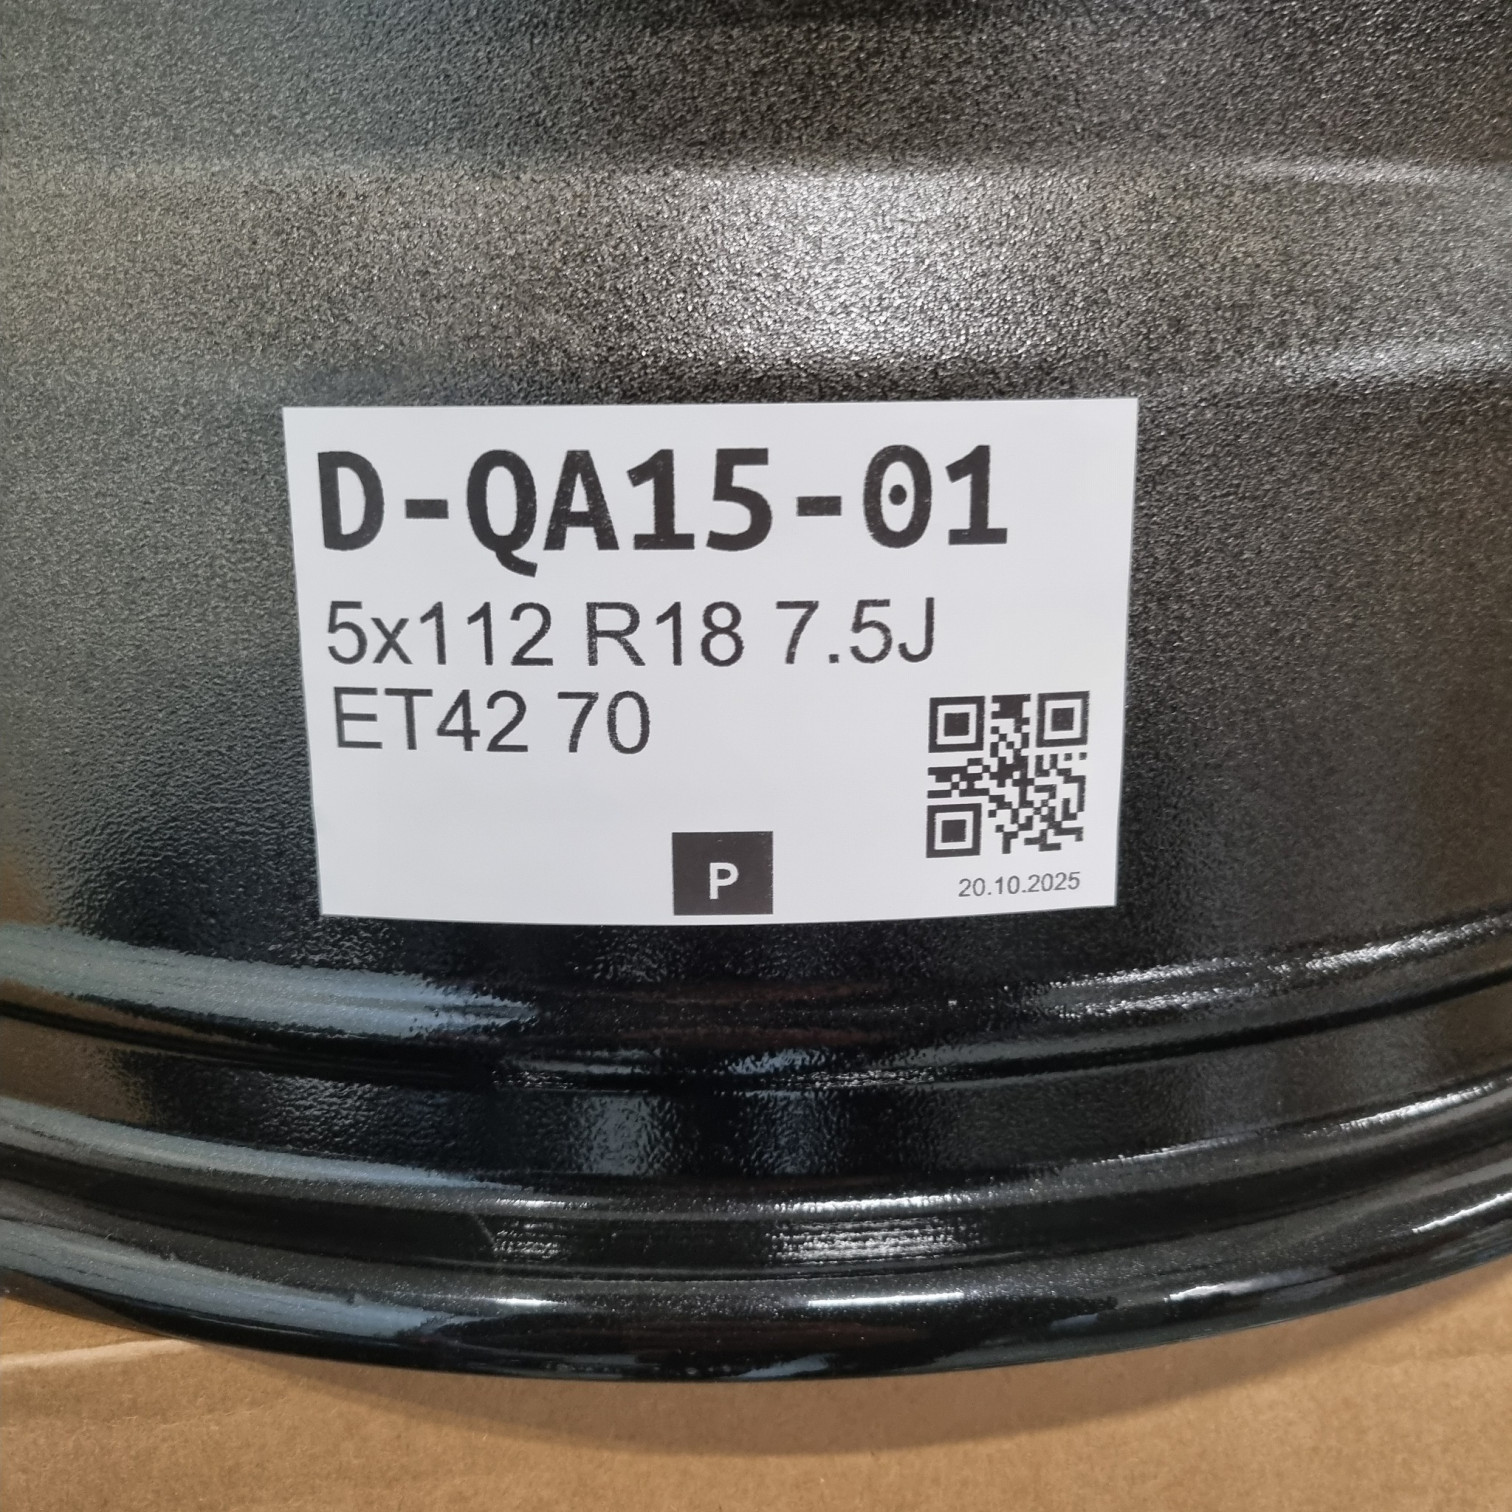 D-QA15-01
5x112 R18 7.5J
ET42 70
P
20.10.2025